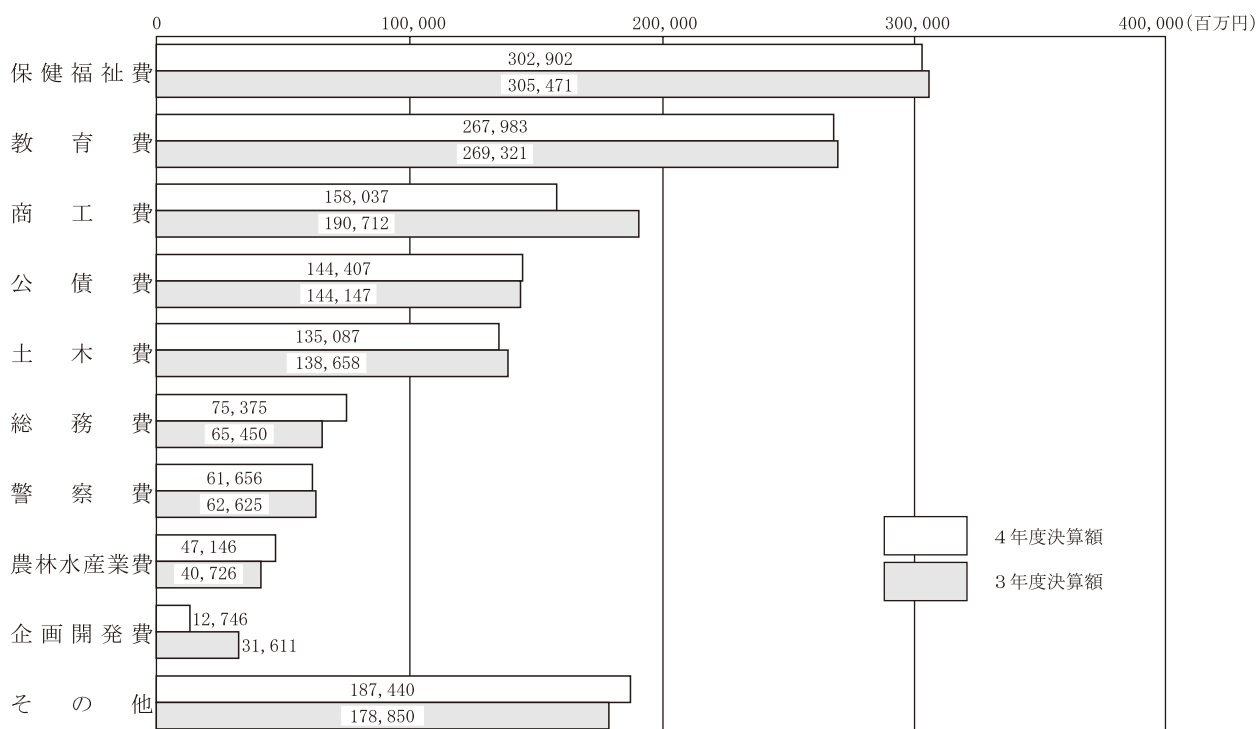 0 100,000 200,000 300,000 400,000(百万円)
保健福祉費 302,902
305,471
教育費 267,983
269,321
商工費 158,037
190,712
公債費 144,407
144,147
土木費 135,087
138,658
総務費 75,375
65,450
警察費 61,656
62,625
農林水産業費 47,146
40,726
企画開発費 12,746
31,611
その他 187,440
178,850
4年度決算額
3年度決算額